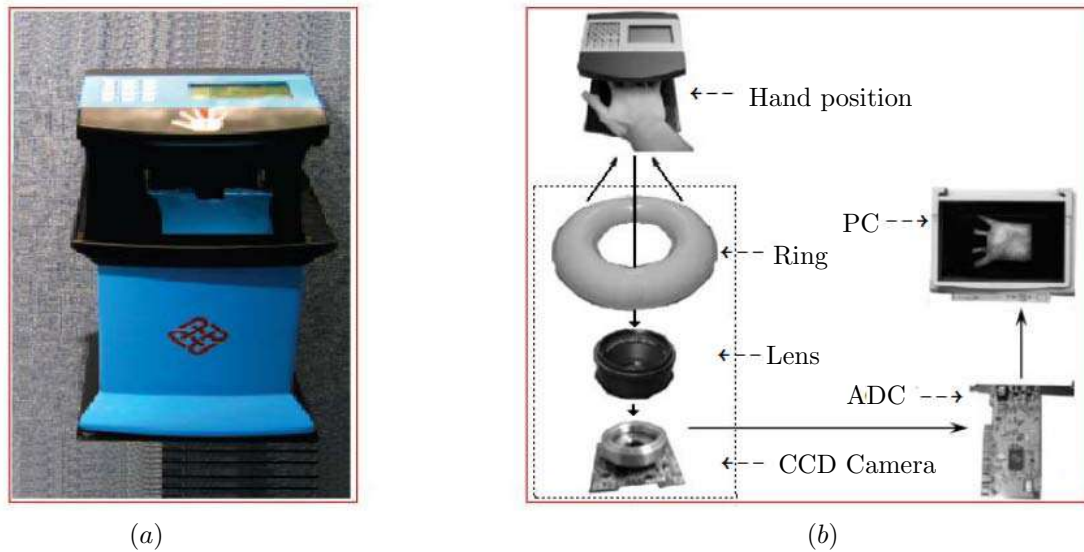 Hand position
PC
Ring
Lens
ADC
CCD Camera
(a)
(b)